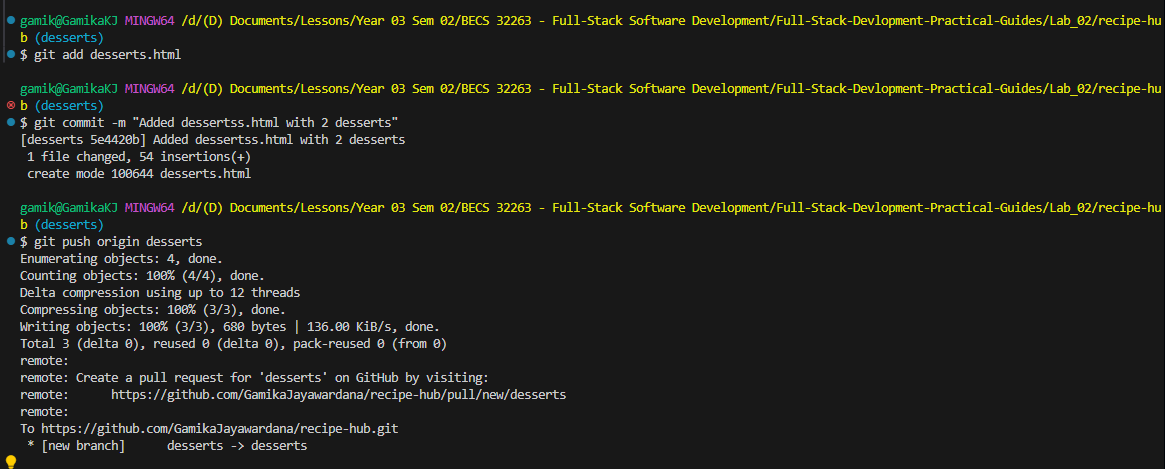 gamik@GamikaKJ MINGW64 /d/(D) Documents/Lessons/Year 03 Sem 02/BECS 32263 - Full-Stack Software Development/Full-Stack-Devlopment-Practical-Guides/Lab_02/recipe-hu
b (desserts)
$ git add desserts.html
gamik@GamikaKJ MINGW64 /d/(D) Documents/Lessons/Year 03 Sem 02/BECS 32263 - Full-Stack Software Development/Full-Stack-Devlopment-Practical-Guides/Lab_02/recipe-hu
b (desserts)
$ git commit -m "Added dessertss.html with 2 desserts"
[desserts 5e4420b] Added dessertss.html with 2 desserts
1 file changed, 54 insertions(+)
create mode 100644 desserts.html
gamik@GamikaKJ MINGW64 /d/(D) Documents/Lessons/Year 03 Sem 02/BECS 32263 - Full-Stack Software Development/Full-Stack-Devlopment-Practical-Guides/Lab_02/recipe-hu
b (desserts)
$ git push origin desserts
Enumerating objects: 4, done.
Counting objects: 100% (4/4), done.
Delta compression using up to 12 threads
Compressing objects: 100% (3/3), done.
Writing objects: 100% (3/3), 680 bytes | 136.00 KiB/s, done.
Total 3 (delta 0), reused 0 (delta 0), pack-reused 0 (from 0)
remote:
remote: Create a pull request for 'desserts' on GitHub by visiting:
remote:      https://github.com/GamikaJayawardana/recipe-hub/pull/new/desserts
remote:
To https://github.com/GamikaJayawardana/recipe-hub.git
* [new branch]      desserts -> desserts